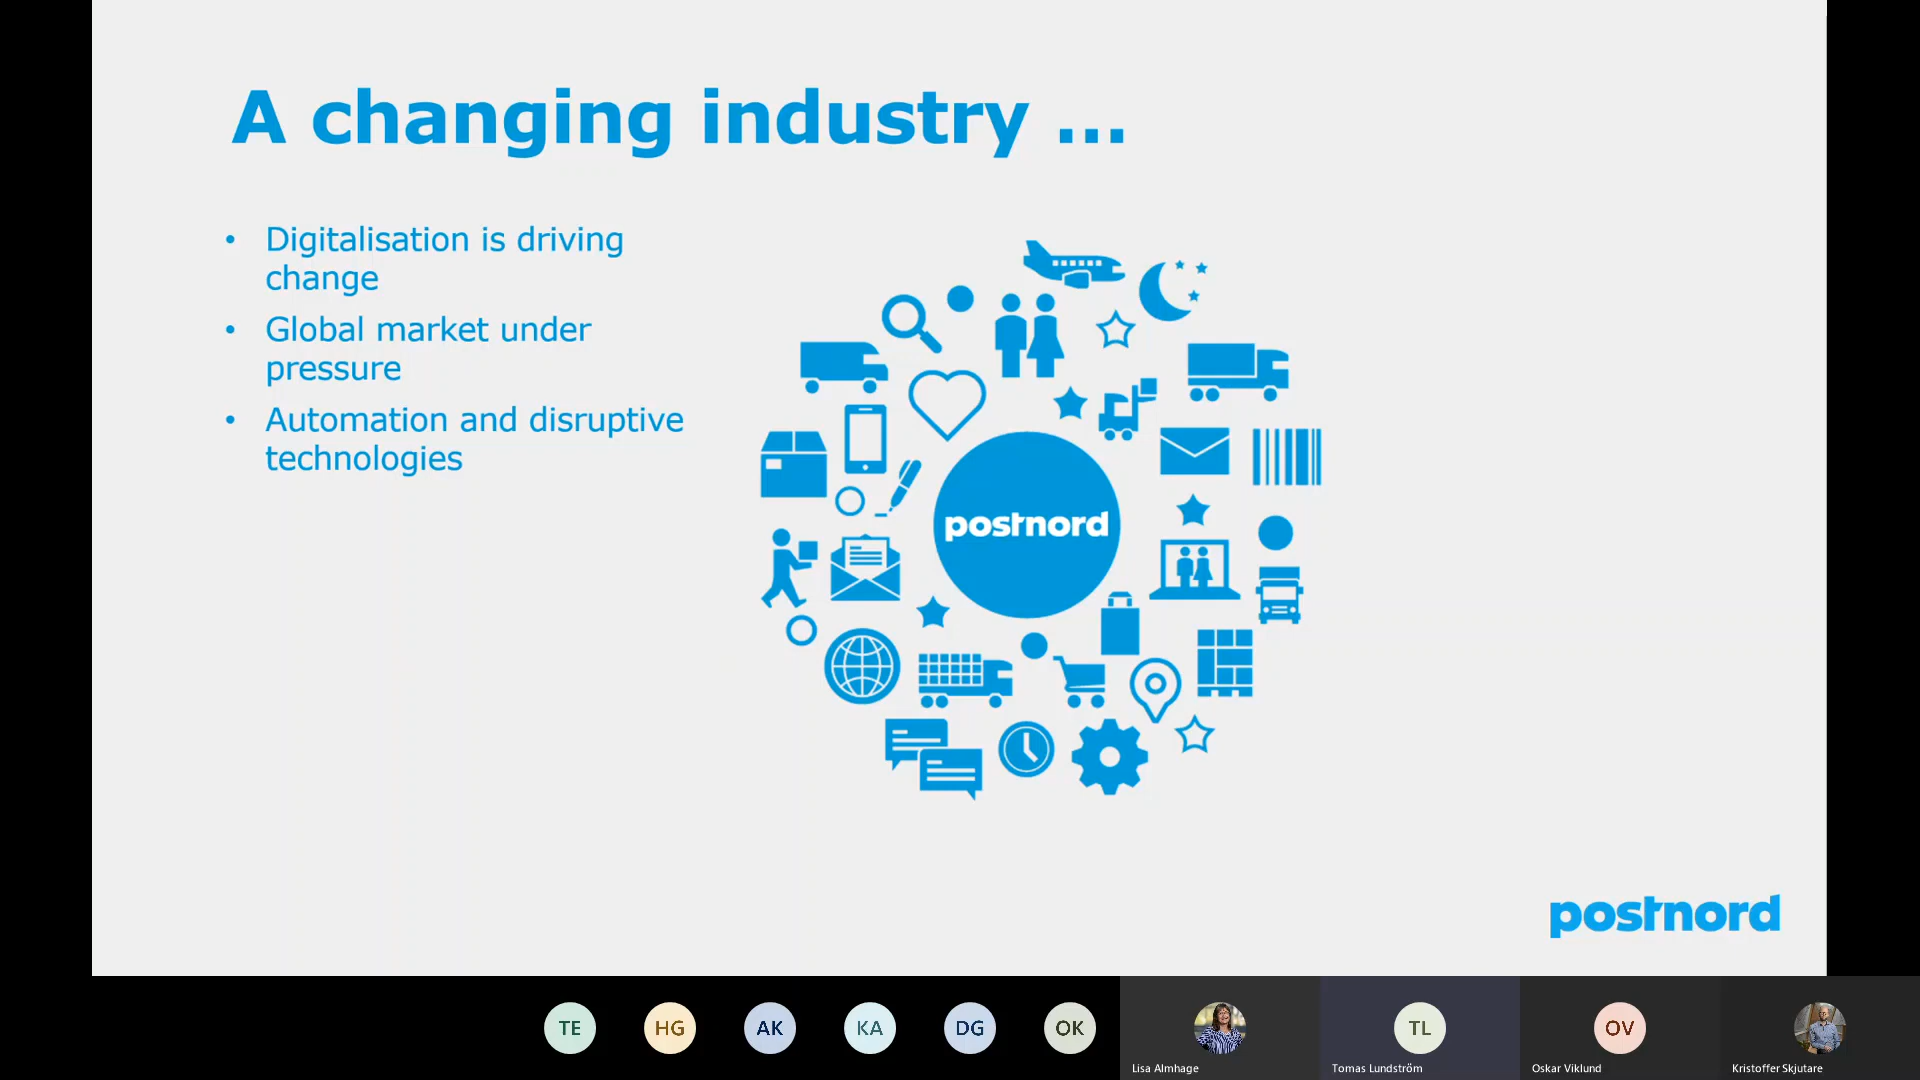 A changing industry ...
• Digitalisation is driving
change
• Global market under
pressure
• Automation and disruptive
technologies
postnord
postnord
TE
HG
AK
KA
DG
OK
TL
OV
Lisa Almhage
Tomas Lundström
Oskar Viklund
Kristoffer Skjutare